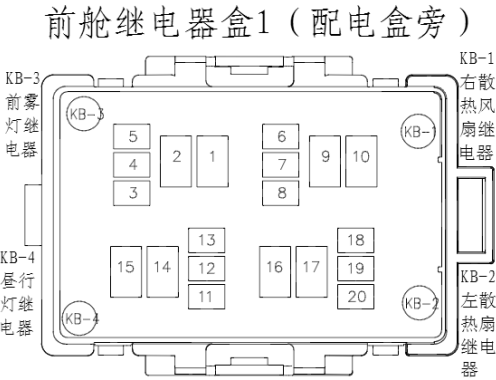 前舱继电器盒1（配电盒旁）
KB-3
前雾
灯继
电器
KB-1
右散
热风
扇继
电器
KB-3
KB-1
5
4
3
2
1
6
7
8
9
10
15
14
13
12
11
16
17
18
19
20
KB-4
昼行
灯继
电器
KB-4
KB-2
KB-2
左散
热扇
继电
器